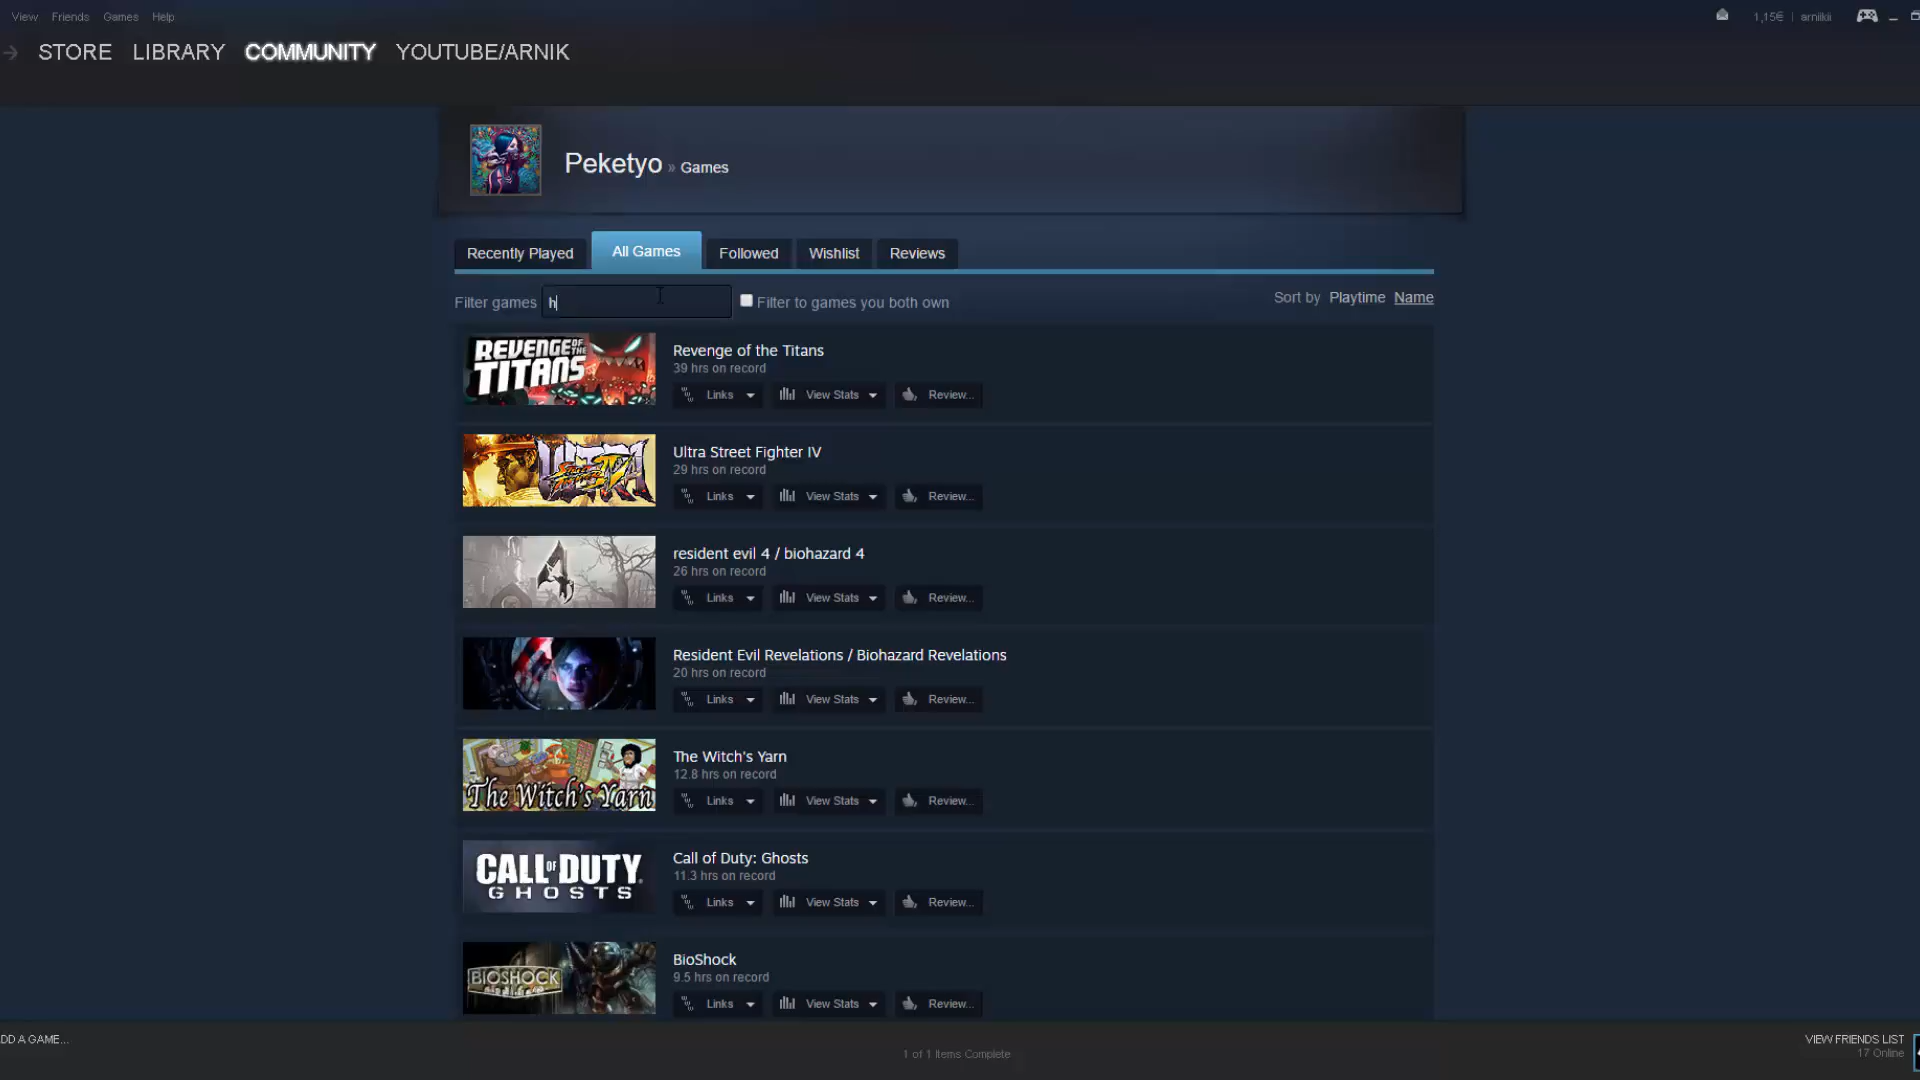 View Friends Games Help
1,15€ | arniikii
STORE LIBRARY COMMUNITY YOUTUBE/ARNIK
Peketyo » Games
Recently Played All Games Followed Wishlist Reviews
Filter games h Filter to games you both own Sort by Playtime Name
REVENGE OF THE TITANS
Revenge of the Titans
39 hrs on record
Links View Stats Review...
ULTRA STREET FIGHTER IV
Ultra Street Fighter IV
29 hrs on record
Links View Stats Review...
4
resident evil 4 / biohazard 4
26 hrs on record
Links View Stats Review...
Resident Evil Revelations / Biohazard Revelations
20 hrs on record
Links View Stats Review...
The Witch's Yarn
The Witch's Yarn
12.8 hrs on record
Links View Stats Review...
CALL OF DUTY GHOSTS
Call of Duty: Ghosts
11.3 hrs on record
Links View Stats Review...
BIOSHOCK
BioShock
9.5 hrs on record
Links View Stats Review...
DD A GAME...
1 of 1 Items Complete
VIEW FRIENDS LIST
17 Online